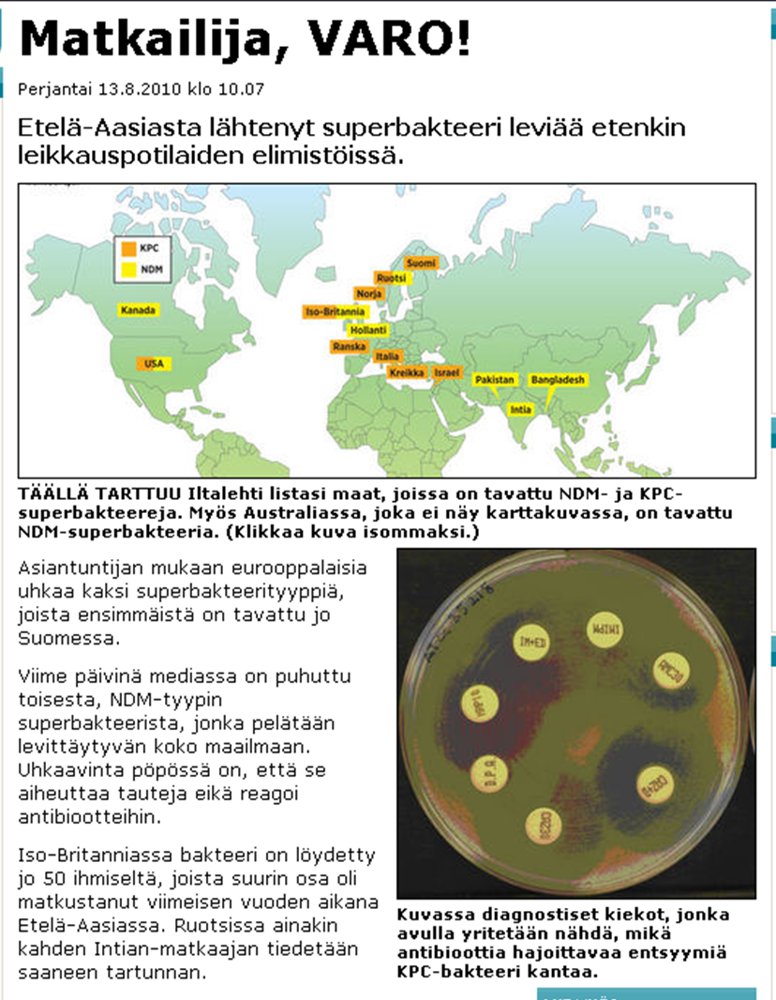 Matkailija, VARO!
Perjantai 13.8.2010 klo 10.07
Etelä-Aasiasta lähtenyt superbakteeri leviää etenkin
leikkauspotilaiden elimistöissä.
KPC
NDM
Suomi
Ruotsi
Norja
Kanada
Iso-Britannia
Hollanti
Ranska
Italia
USA
Kreikka
Israel
Pakistan
Bangladesh
Intia
TÄÄLLÄ TARTTUU Iltalehti listasi maat, joissa on tavattu NDM- ja KPC-
superbakteereja. Myös Australiassa, joka ei näy karttakuvassa, on tavattu
NDM-superbakteeria. (Klikkaa kuva isommaksi.)
Asiantuntijan mukaan eurooppalaisia
uhkaa kaksi superbakteerityyppiä,
joista ensimmäistä on tavattu jo
Suomessa.
Viime päivinä mediassa on puhuttu
toisesta, NDM-tyypin
superbakteerista, jonka pelätään
levittäytyvän koko maailmaan.
Uhkaavinta pöpössä on, että se
aiheuttaa tauteja eikä reagoi
antibiootteihin.
Iso-Britanniassa bakteeri on löydetty
jo 50 ihmiseltä, joista suurin osa oli
matkustanut viimeisen vuoden aikana
Etelä-Aasiassa. Ruotsissa ainakin
kahden Intian-matkaajan tiedetään
saaneen tartunnan.
IM+ED
AMC30
D.P.A
CAZ30
Kuvassa diagnostiset kiekot, jonka
avulla yritetään nähdä, mikä
antibioottia hajoittavaa entsyymiä
KPC-bakteeri kantaa.